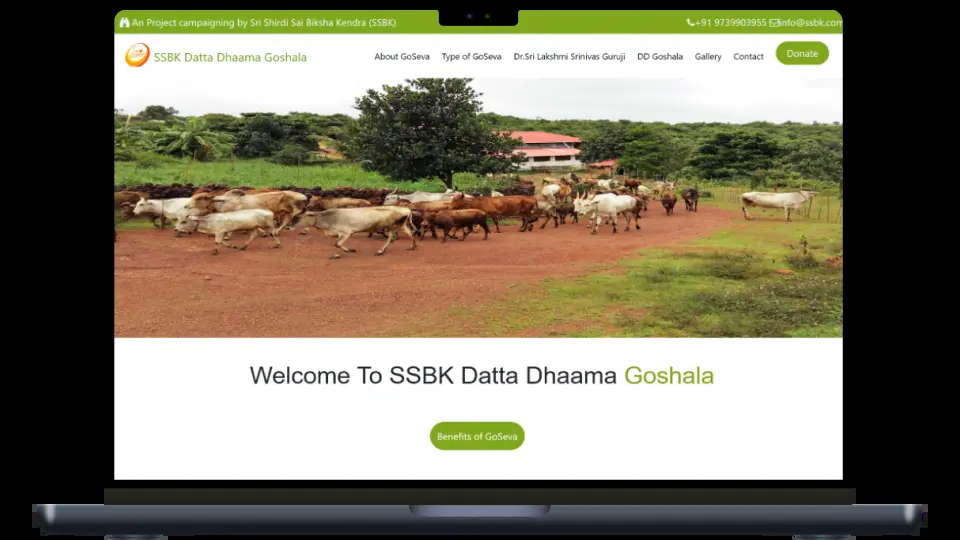 An Project campaigning by Sri Shirdi Sai Biksha Kendra (SSBK)
+91 9739903955 info@ssbk.com
SSBK Datta Dhaama Goshala
About GoSeva Type of GoSeva Dr.Sri Lakshmi Srinivas Guruji DD Goshala Gallery Contact Donate
Welcome To SSBK Datta Dhaama Goshala
Benefits of GoSeva